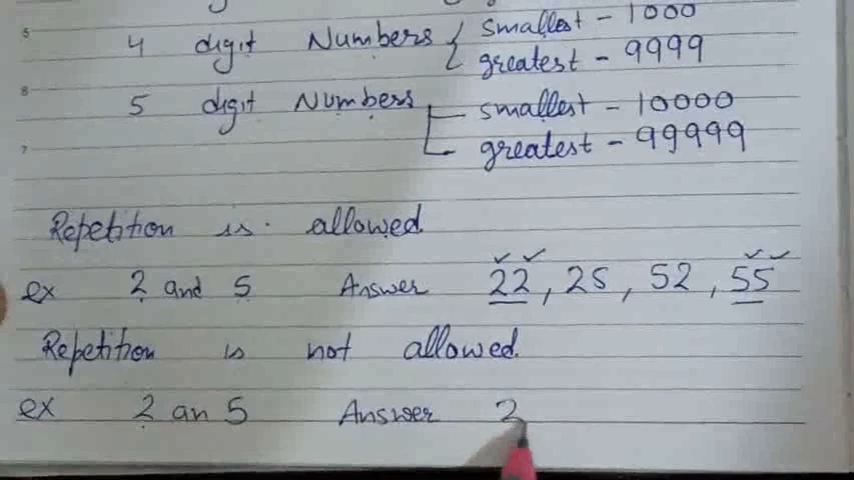 4 digit Numbers { smallest - 1000
greatest - 9999
5 digit Numbers smallest - 10000
greatest - 99999
Repetition is allowed.
ex 2 and 5 Answer 22, 25, 52, 55
Repetition is not allowed.
ex 2 an 5 Answer 2